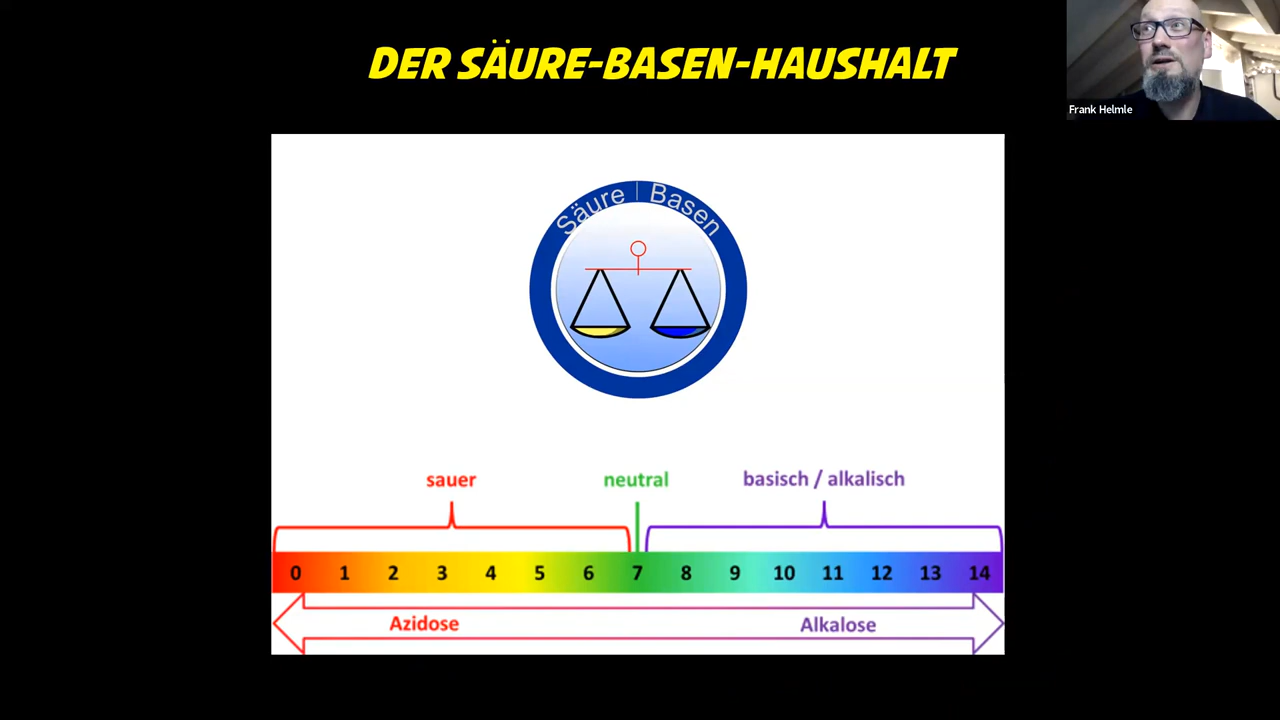 DER SÄURE-BASEN-HAUSHALT
Frank Helmle
Säure | Basen
sauer neutral basisch / alkalisch
0 1 2 3 4 5 6 7 8 9 10 11 12 13 14
Azidose Alkalose